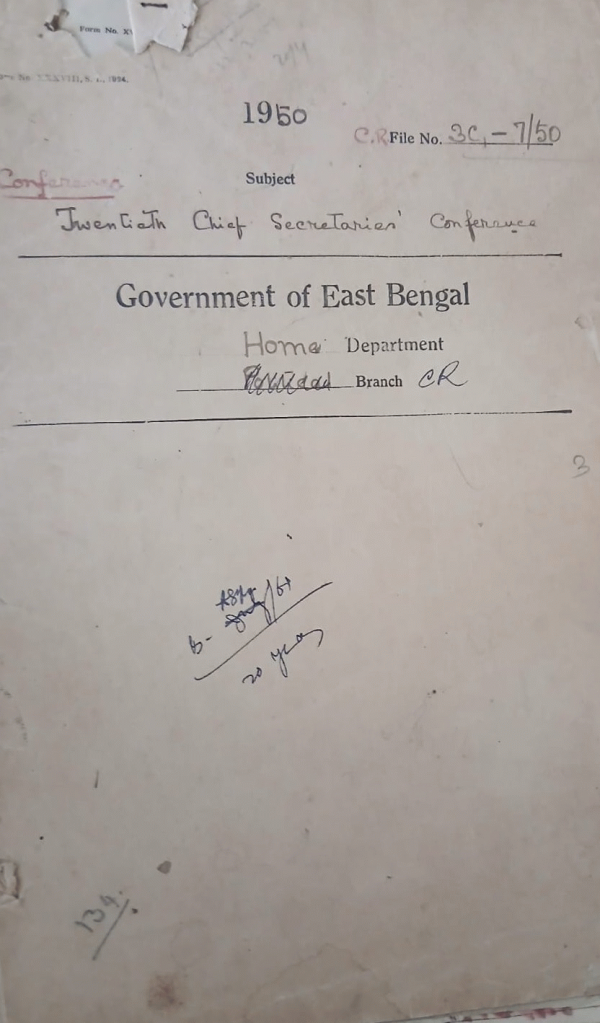 Form No.
1950
C.R File No. 3C,-7/50
Conference
Subject
Twentieth Chief Secretaries' Conference
Government of East Bengal
Home Department
Branch CR
3
B-
20 years
134.